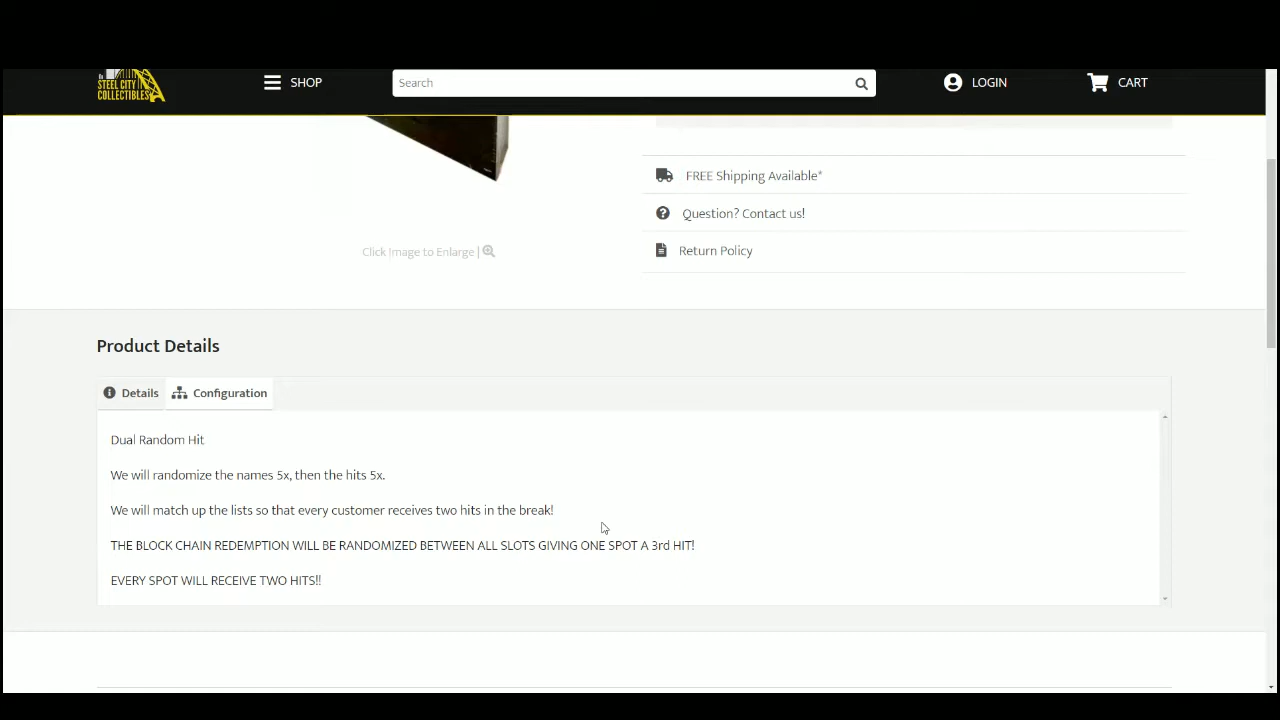 STEEL CITY
COLLECTIBLES
SHOP
Search
LOGIN
CART
FREE Shipping Available*
Question? Contact us!
Click Image to Enlarge |
Return Policy
Product Details
Details
Configuration
Dual Random Hit
We will randomize the names 5x, then the hits 5x.
We will match up the lists so that every customer receives two hits in the break!
THE BLOCK CHAIN REDEMPTION WILL BE RANDOMIZED BETWEEN ALL SLOTS GIVING ONE SPOT A 3rd HIT!
EVERY SPOT WILL RECEIVE TWO HITS!!